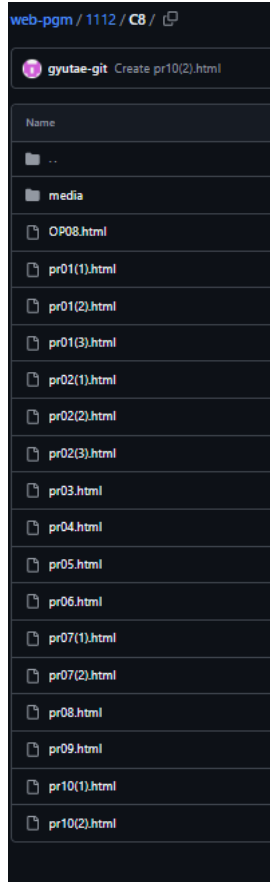 web-pgm / 1112 / C8 /
gyutae-git Create pr10(2).html
Name
..
media
OP08.html
pr01(1).html
pr01(2).html
pr01(3).html
pr02(1).html
pr02(2).html
pr02(3).html
pr03.html
pr04.html
pr05.html
pr06.html
pr07(1).html
pr07(2).html
pr08.html
pr09.html
pr10(1).html
pr10(2).html